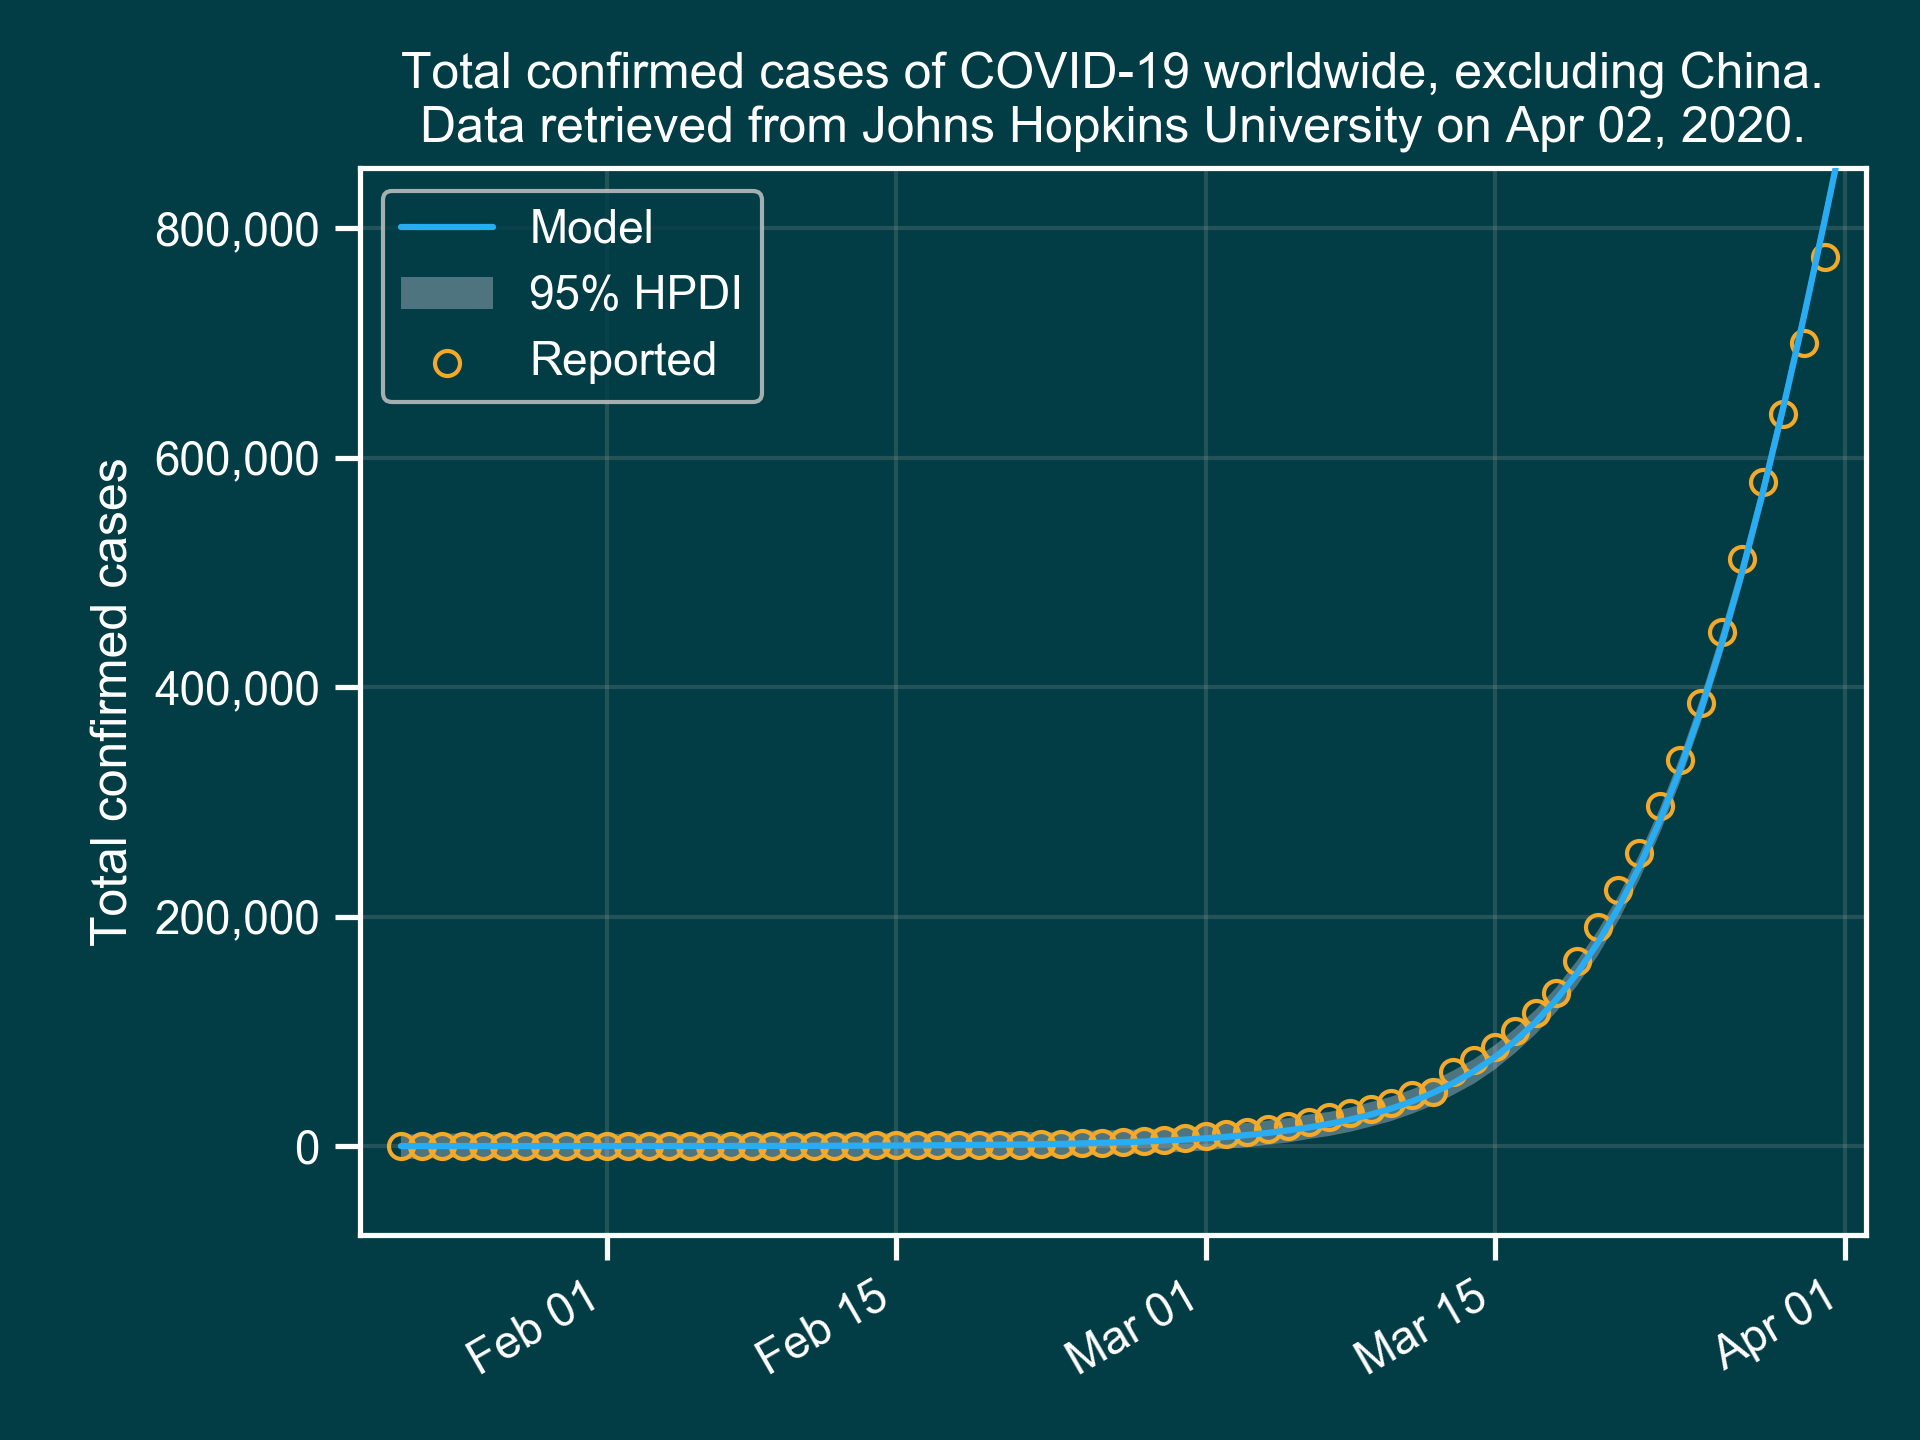 Total confirmed cases of COVID-19 worldwide, excluding China.
Data retrieved from Johns Hopkins University on Apr 02, 2020.
Model
95% HPDI
Reported
Total confirmed cases
800,000
600,000
400,000
200,000
0
Feb 01
Feb 15
Mar 01
Mar 15
Apr 01